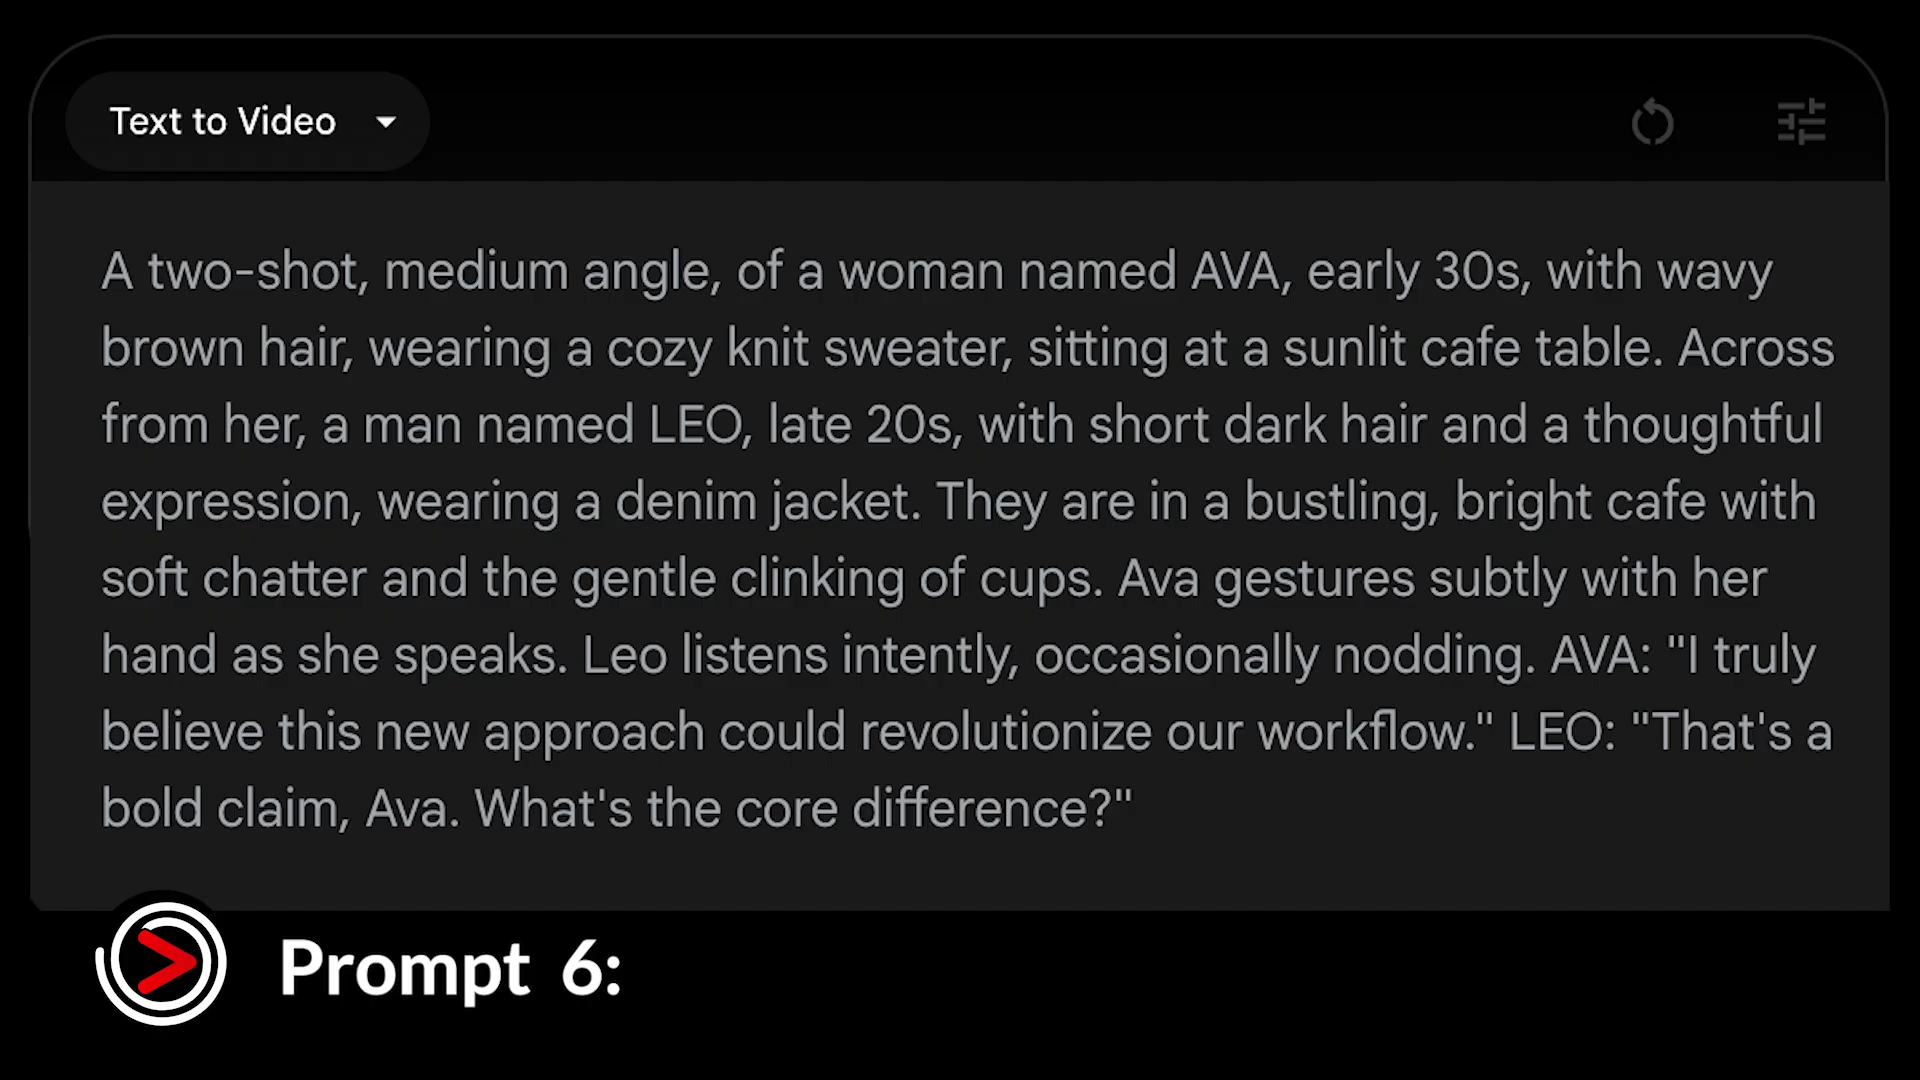 Text to Video
A two-shot, medium angle, of a woman named AVA, early 30s, with wavy
brown hair, wearing a cozy knit sweater, sitting at a sunlit cafe table. Across
from her, a man named LEO, late 20s, with short dark hair and a thoughtful
expression, wearing a denim jacket. They are in a bustling, bright cafe with
soft chatter and the gentle clinking of cups. Ava gestures subtly with her
hand as she speaks. Leo listens intently, occasionally nodding. AVA: "I truly
believe this new approach could revolutionize our workflow." LEO: "That's a
bold claim, Ava. What's the core difference?"
Prompt 6: